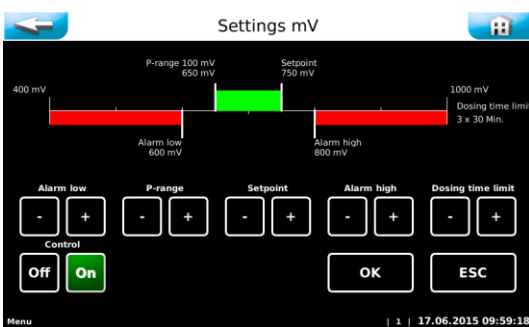 Settings mV
P-range 100 mV
650 mV
Setpoint
750 mV
400 mV
1000 mV
Dosing time limit
3 x 30 Min.
Alarm low
600 mV
Alarm high
800 mV
Alarm low
P-range
Setpoint
Alarm high
Dosing time limit
- + - + - + - + - +
Control
Off On
OK
ESC
Menu
| 1 | 17.06.2015 09:59:18